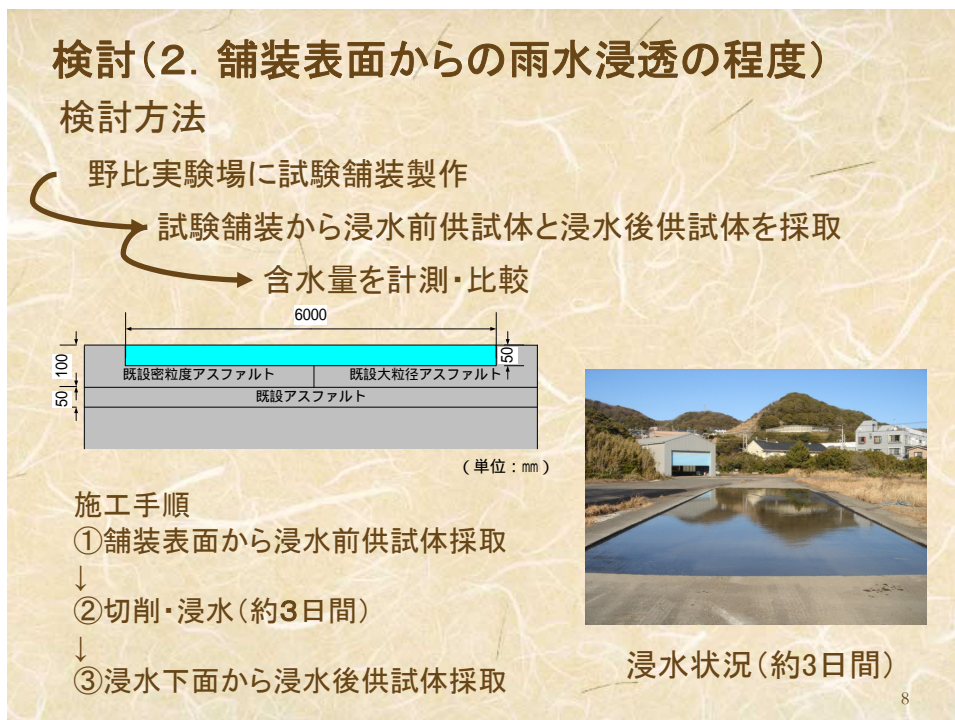 検討（２．舗装表面からの雨水浸透の程度）
検討方法
野比実験場に試験舗装製作
試験舗装から浸水前供試体と浸水後供試体を採取
含水量を計測・比較
6000
100
50
50
既設密粒度アスファルト
既設大粒径アスファルト
既設アスファルト
（単位：㎜）
施工手順
①舗装表面から浸水前供試体採取
↓
②切削・浸水（約３日間）
↓
③浸水下面から浸水後供試体採取
浸水状況（約3日間）
8